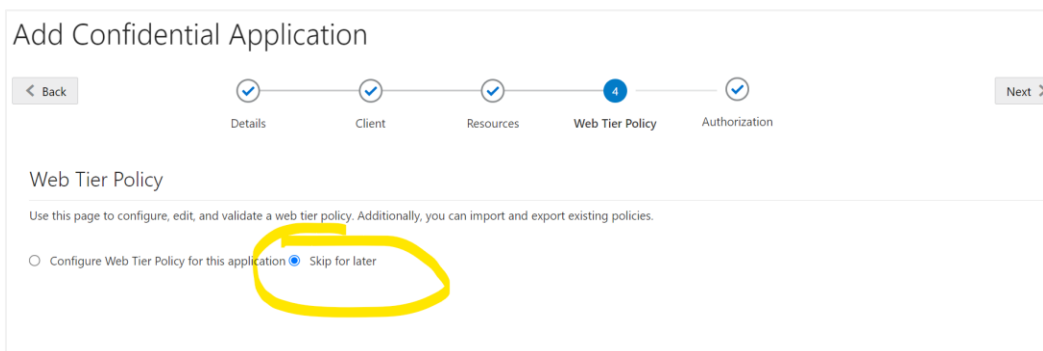 Add Confidential Application
Back
Next
4
Details
Client
Resources
Web Tier Policy
Authorization
Web Tier Policy
Use this page to configure, edit, and validate a web tier policy. Additionally, you can import and export existing policies.
Configure Web Tier Policy for this application Skip for later